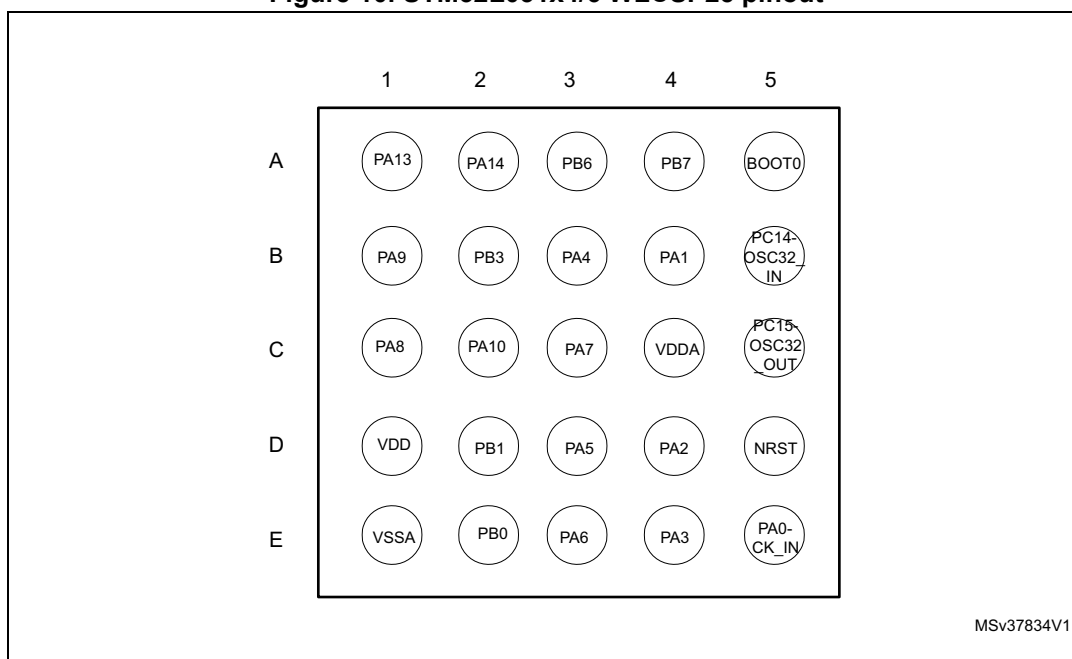 1 2 3 4 5
A PA13 PA14 PB6 PB7 BOOT0
B PA9 PB3 PA4 PA1 PC14-
OSC32_
IN
C PA8 PA10 PA7 VDDA PC15-
OSC32
_OUT
D VDD PB1 PA5 PA2 NRST
E VSSA PB0 PA6 PA3 PA0-
CK_IN
MSv37834V1